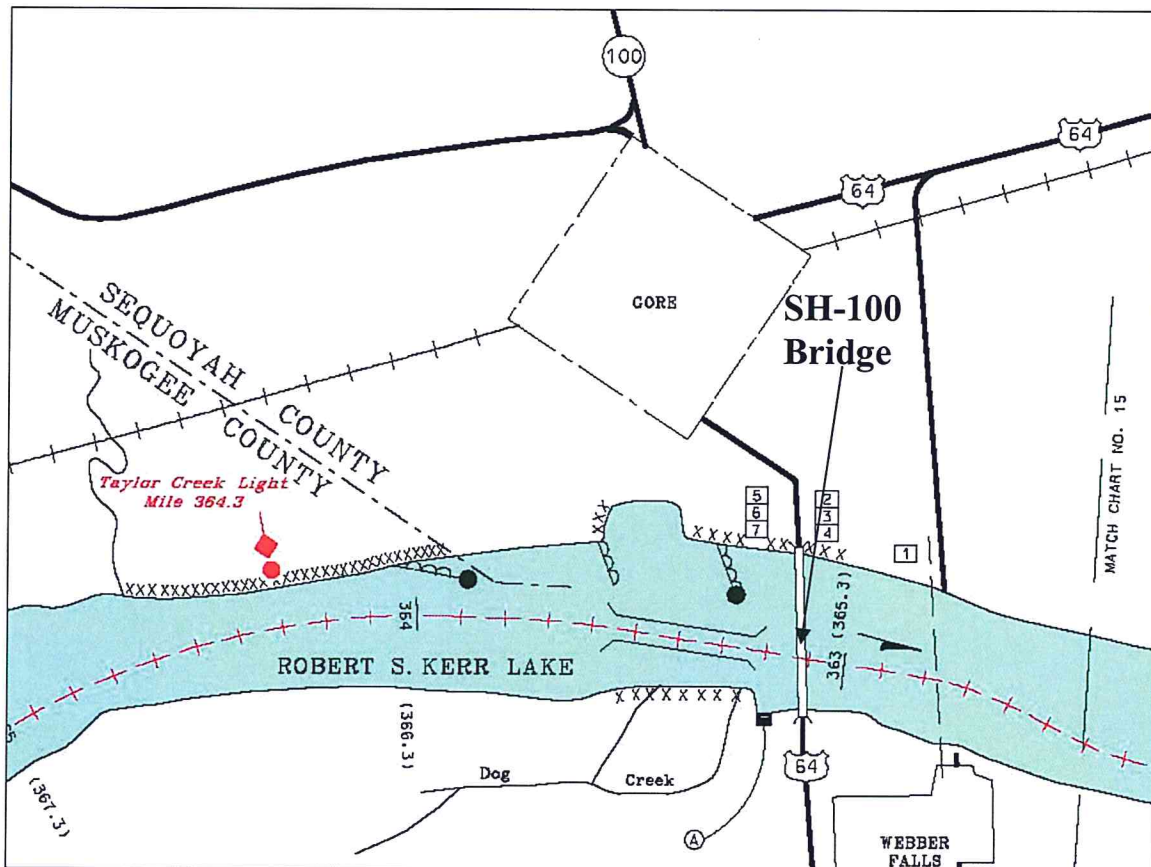 100
64
64
GORE
SH-100
Bridge
SEQUOYAH COUNTY
MUSKOGEE COUNTY
MATCH CHART NO. 15
Taylor Creek Light
Mile 364.3
5
6
7
2
3
4
1
364
363 (365.3)
ROBERT S. KERR LAKE
(366.3)
(367.3)
Dog Creek
64
A
WEBBER
FALLS